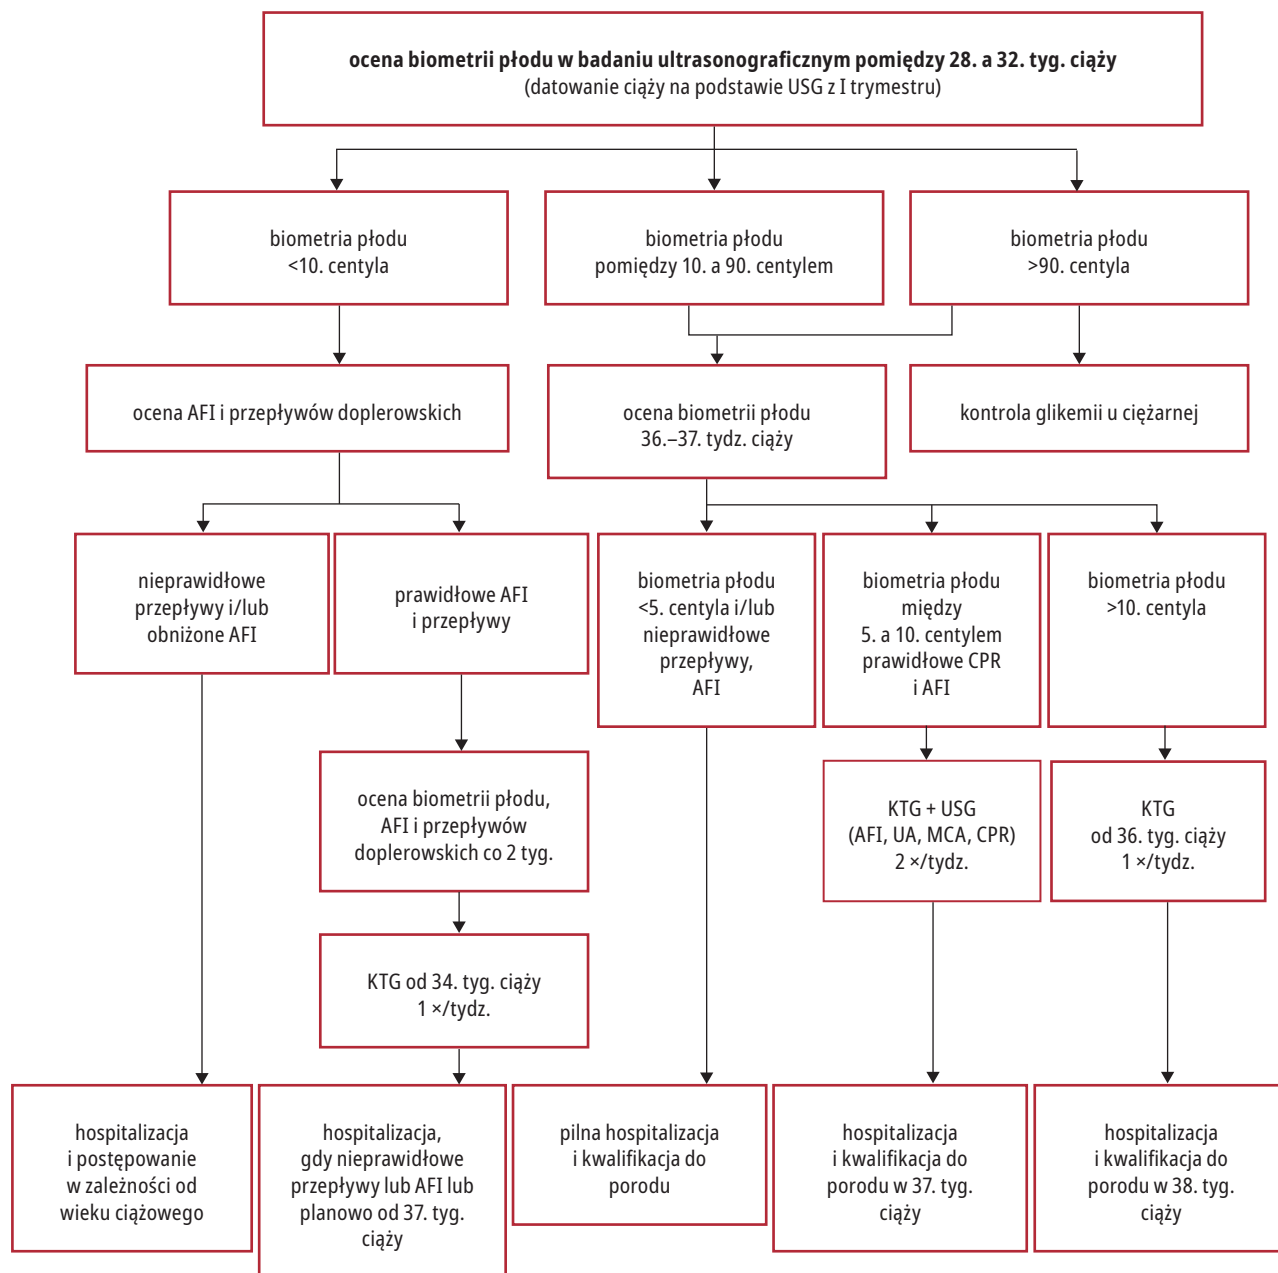 ocena biometrii płodu w badaniu ultrasonograficznym pomiędzy 28. a 32. tyg. ciąży
(datowanie ciąży na podstawie USG z I trymestru)
biometria płodu
<10. centyla
biometria płodu
pomiędzy 10. a 90. centylem
biometria płodu
>90. centyla
ocena AFI i przepływów doplerowskich
ocena biometrii płodu
36.–37. tydz. ciąży
kontrola glikemii u ciężarnej
nieprawidłowe
przepływy i/lub
obniżone AFI
prawidłowe AFI
i przepływy
biometria płodu
<5. centyla i/lub
nieprawidłowe
przepływy,
AFI
biometria płodu
między
5. a 10. centylem
prawidłowe CPR
i AFI
biometria płodu
>10. centyla
ocena biometrii płodu,
AFI i przepływów
doplerowskich co 2 tyg.
KTG + USG
(AFI, UA, MCA, CPR)
2 ×/tydz.
KTG
od 36. tyg. ciąży
1 ×/tydz.
KTG od 34. tyg. ciąży
1 ×/tydz.
hospitalizacja
i postępowanie
w zależności od
wieku ciążowego
hospitalizacja,
gdy nieprawidłowe
przepływy lub AFI lub
planowo od 37. tyg.
ciąży
pilna hospitalizacja
i kwalifikacja do
porodu
hospitalizacja
i kwalifikacja do
porodu w 37. tyg.
ciąży
hospitalizacja
i kwalifikacja do
porodu w 38. tyg.
ciąży